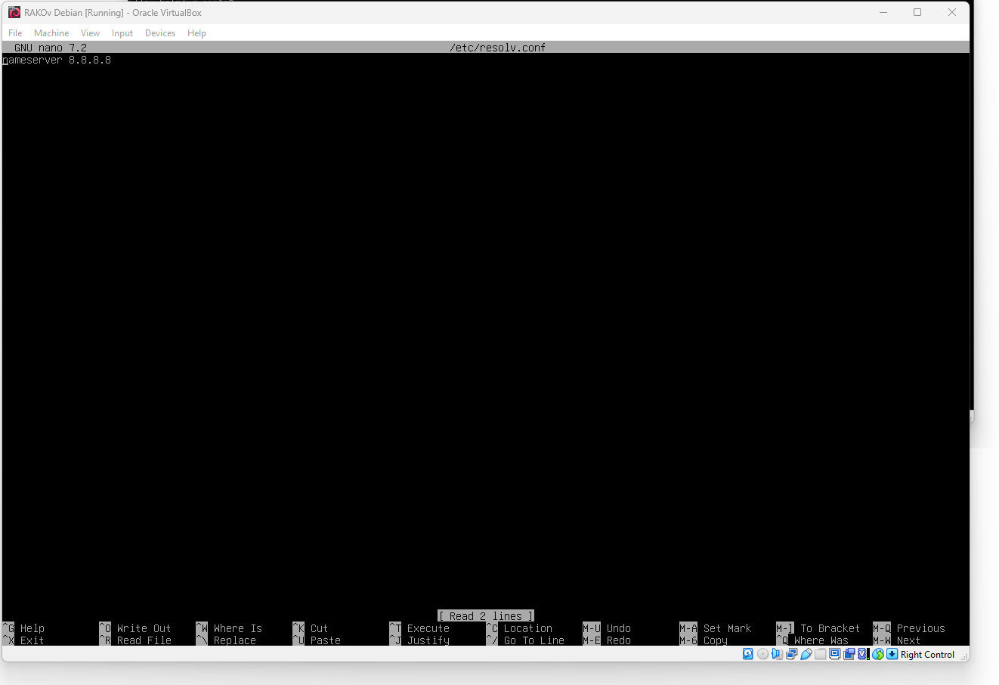 RAKOv Debian [Running] - Oracle VirtualBox
File Machine View Input Devices Help
GNU nano 7.2 /etc/resolv.conf
nameserver 8.8.8.8
[ Read 2 lines ]
^G Help ^O Write Out ^W Where Is ^K Cut ^T Execute ^C Location M-U Undo M-A Set Mark M-] To Bracket M-Q Previous
^X Exit ^R Read File ^\ Replace ^U Paste ^J Justify ^/ Go To Line M-E Redo M-6 Copy ^Q Where Was M-W Next
Right Control